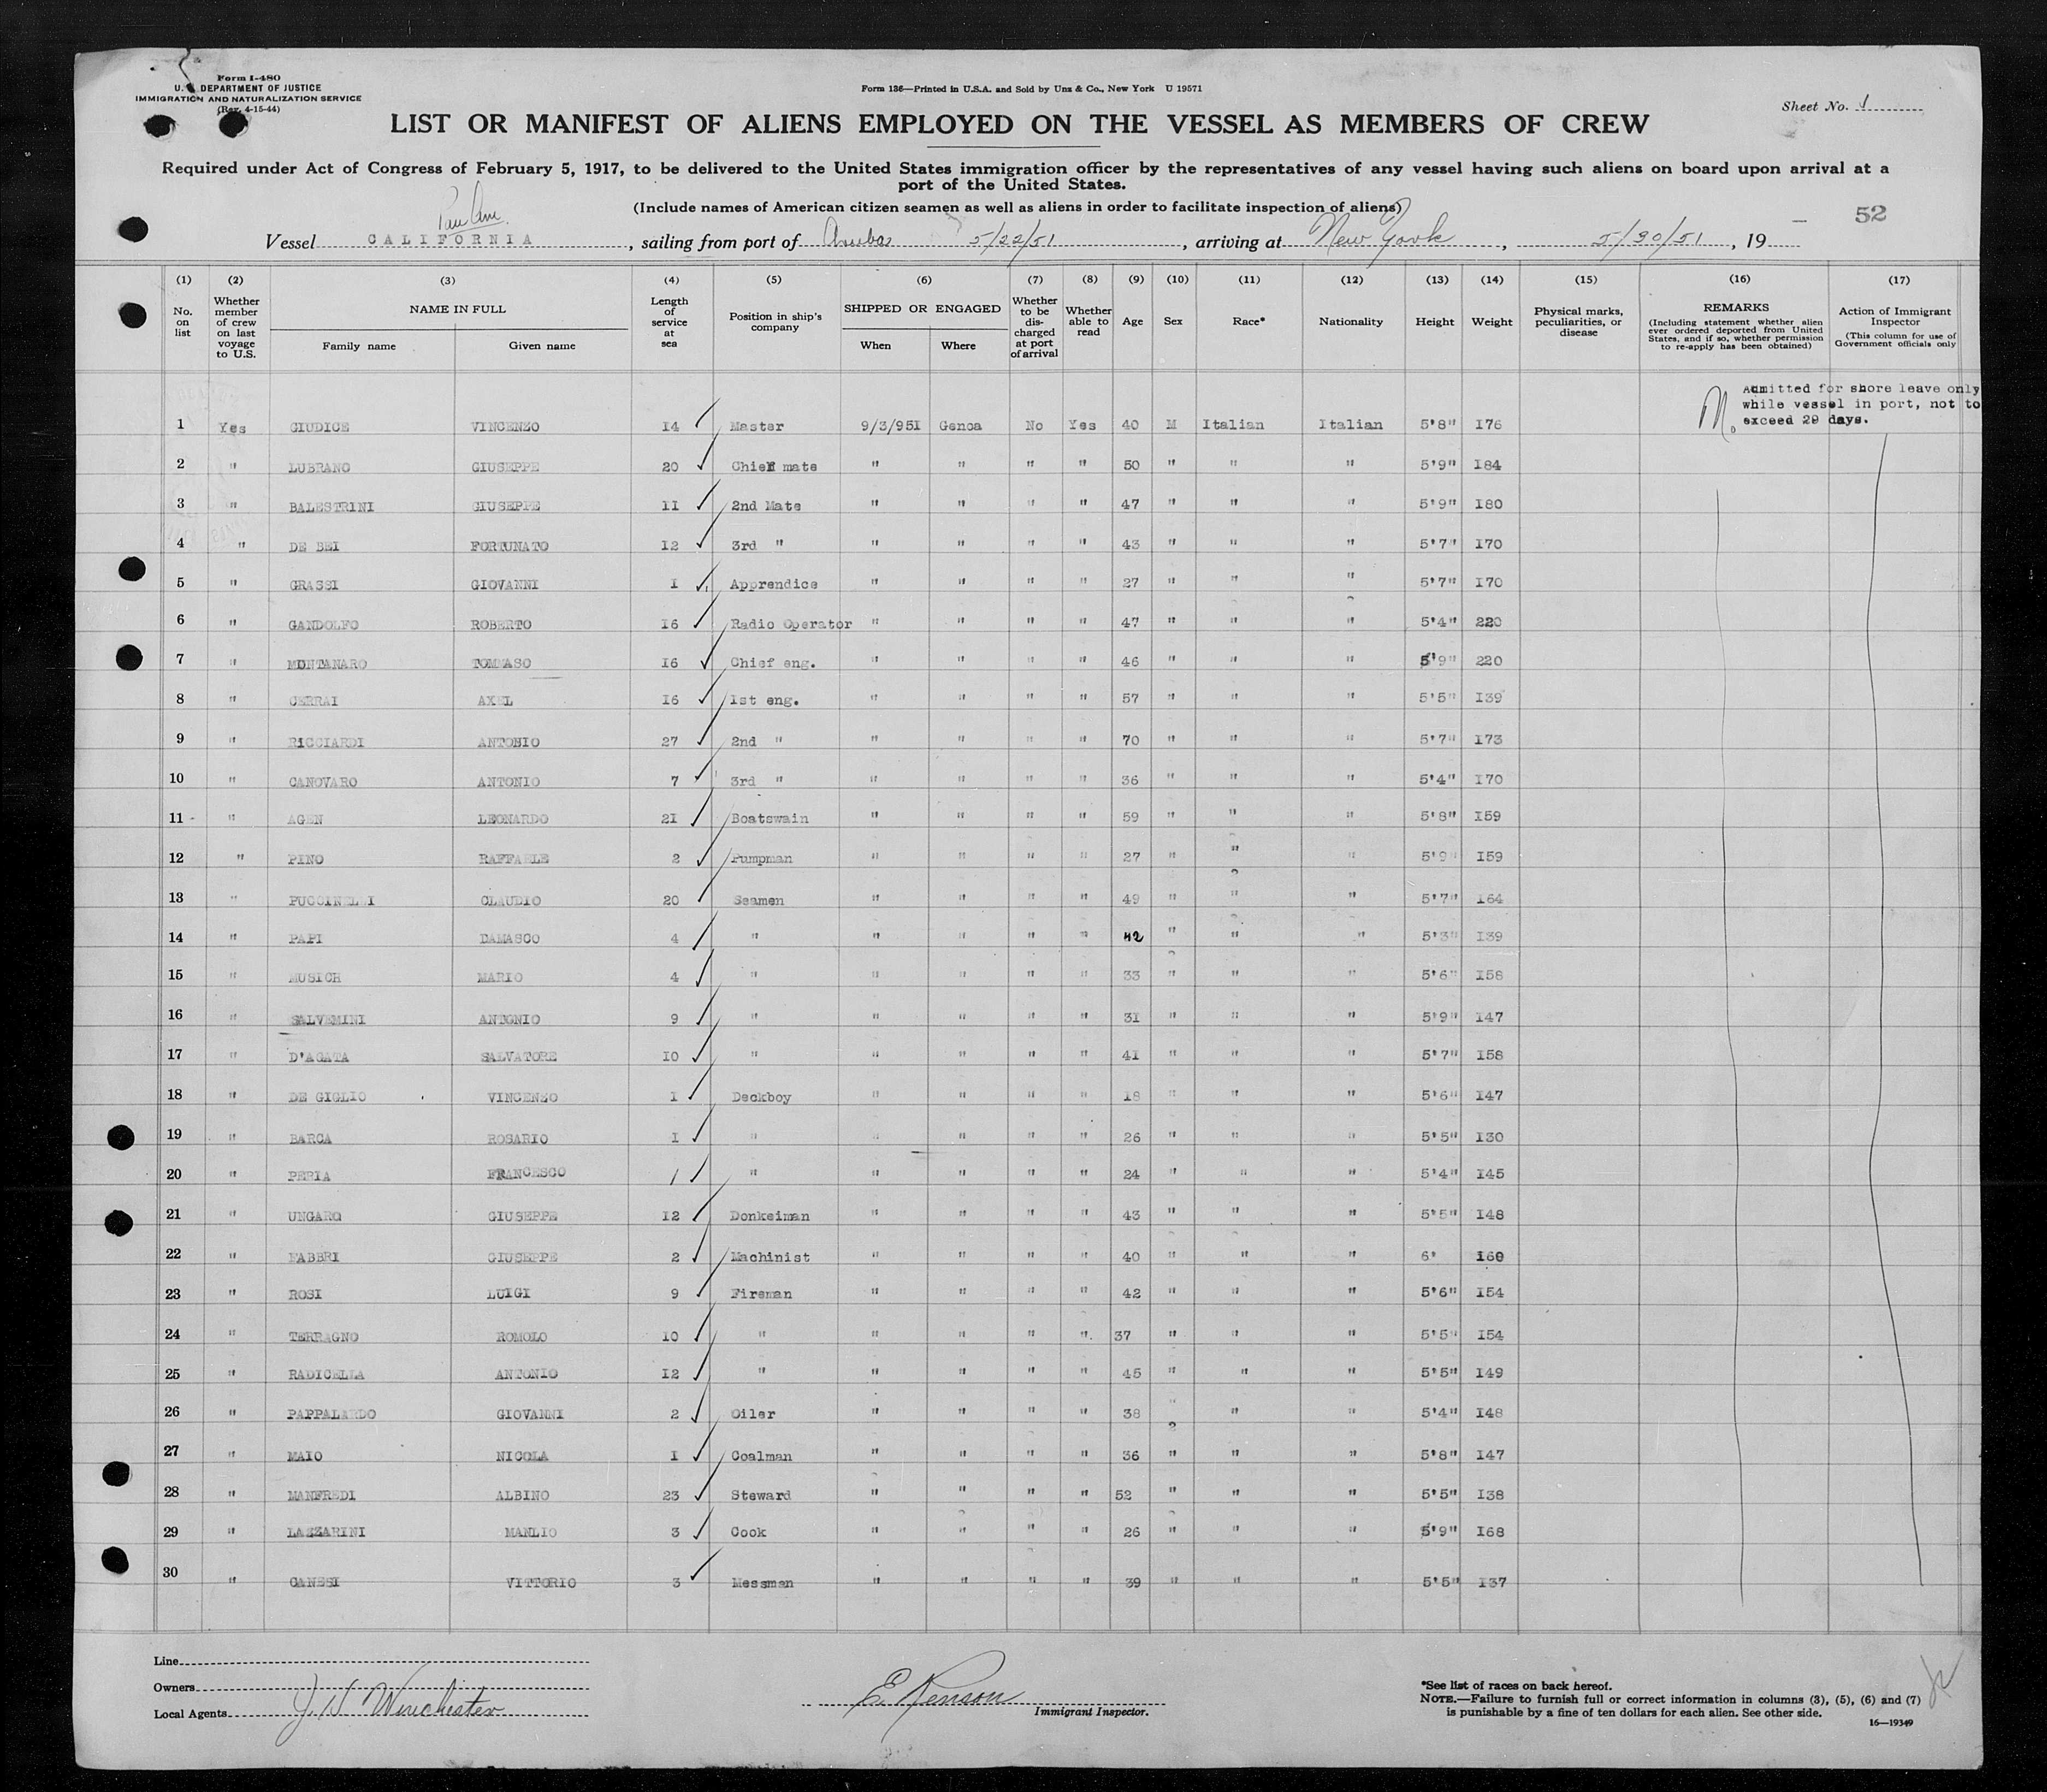 Form I-480
U. S. DEPARTMENT OF JUSTICE
IMMIGRATION AND NATURALIZATION SERVICE
(Rev. 4-15-44)
Form 136—Printed in U.S.A. and Sold by Unz & Co., New York U 19571
Sheet No. 1
LIST OR MANIFEST OF ALIENS EMPLOYED ON THE VESSEL AS MEMBERS OF CREW
Required under Act of Congress of February 5, 1917, to be delivered to the United States immigration officer by the representatives of any vessel having such aliens on board upon arrival at a
port of the United States.
(Include names of American citizen seamen as well as aliens in order to facilitate inspection of aliens)
52
Vessel CALIFORNIA, sailing from port of Aruba 5/22/51, arriving at New York, 5/30/51, 19
(1) (2) (3) (4) (5) (6) (7) (8) (9) (10) (11) (12) (13) (14) (15) (16) (17)
No. on list
Whether member of crew on last voyage to U.S.
NAME IN FULL
Family name Given name
Length of service at sea
Position in ship's company
SHIPPED OR ENGAGED
When Where
Whether to be discharged at port of arrival
Whether able to read
Age
Sex
Race*
Nationality
Height
Weight
Physical marks, peculiarities, or disease
REMARKS
(Including statement whether alien ever ordered deported from United States, and if so, whether permission to re-apply has been obtained)
Action of Immigrant Inspector
(This column for use of Government officials only
Admitted for shore leave only
while vessel in port, not to
exceed 29 days.
1 Yes GIUDICE VINCENZO 14 Master 9/3/951 Genoa No Yes 40 M Italian Italian 5'8" 176
2 " LUBRANO GIUSEPPE 20 Chief mate " " " " 50 " " " 5'9" 184
3 " BALESTRINI GIUSEPPE 11 2nd Mate " " " " 47 " " " 5'9" 180
4 " DE BEI FORTUNATO 12 3rd " " " " " 43 " " " 5'7" 170
5 " GRASSI GIOVANNI 1 Apprendice " " " " 27 " " " 5'7" 170
6 " GANDOLFO ROBERTO 16 Radio Operator " " " " 47 " " " 5'4" 220
7 " MONTANARO TOMMASO 16 Chief eng. " " " " 46 " " " 5'9" 220
8 " CERRAI AXEL 16 1st eng. " " " " 57 " " " 5'5" 139
9 " RICCIARDI ANTONIO 27 2nd " " " " " 70 " " " 5'7" 173
10 " CANOVARO ANTONIO 7 3rd " " " " " 36 " " " 5'4" 170
11 " AGEN LEONARDO 21 Boatswain " " " " 59 " " " 5'8" 159
12 " PINO RAFFAELE 2 Pumpman " " " " 27 " " " 5'9" 159
13 " PUCCINELLI CLAUDIO 20 Seamen " " " " 49 " " " 5'7" 164
14 " PAPI DAMASCO 4 " " " " " 42 " " " 5'3" 139
15 " MUSICH MARIO 4 " " " " " 33 " " " 5'6" 158
16 " SALVEMINI ANTONIO 9 " " " " " 31 " " " 5'9" 147
17 " D'AGATA SALVATORE 10 " " " " " 41 " " " 5'7" 158
18 " DE GIGLIO VINCENZO 1 Deckboy " " " " 18 " " " 5'6" 147
19 " BARCA ROSARIO 1 " " " " " 26 " " " 5'5" 130
20 " PERIA FRANCESCO 1 " " " " " 24 " " " 5'4" 145
21 " UNGARO GIUSEPPE 12 Donkeiman " " " " 43 " " " 5'5" 148
22 " FABBRI GIUSEPPE 2 Machinist " " " " 40 " " " 6" 160
23 " ROSI LUIGI 9 Fireman " " " " 42 " " " 5'6" 154
24 " TERRAGNO ROMOLO 10 " " " " " 37 " " " 5'5" 154
25 " RADICELLA ANTONIO 12 " " " " " 45 " " " 5'5" 149
26 " PAPPALARDO GIOVANNI 2 Oiler " " " " 38 " " " 5'4" 148
27 " MAIO NICOLA 1 Coalman " " " " 36 " " " 5'8" 147
28 " MANFREDI ALBINO 23 Steward " " " " 52 " " " 5'5" 138
29 " LAZZARINI MANLIO 3 Cook " " " " 26 " " " 5'9" 168
30 " CANESI VITTORIO 3 Messman " " " " 39 " " " 5'5" 137
Line
Owners
Local Agents J. H. Winchester
E. Kenson
Immigrant Inspector.
*See list of races on back hereof.
NOTE.—Failure to furnish full or correct information in columns (3), (5), (6) and (7)
is punishable by a fine of ten dollars for each alien. See other side.
16—19349